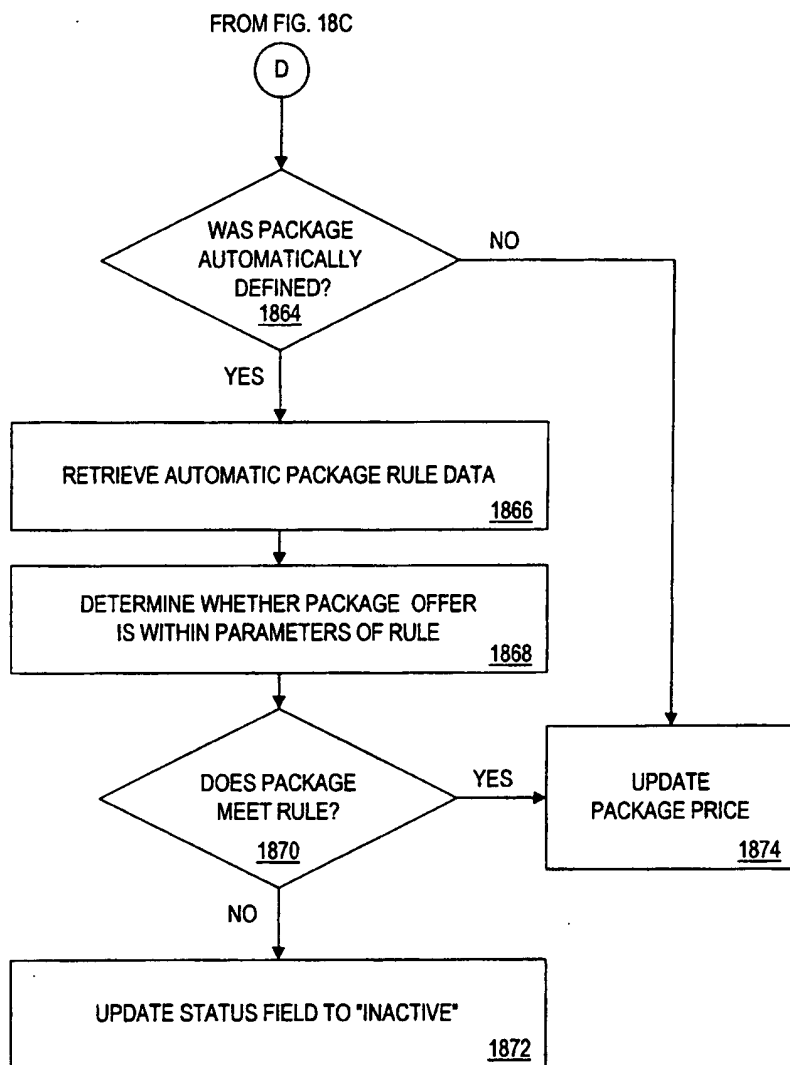 FROM FIG. 18C
D
WAS PACKAGE
AUTOMATICALLY
DEFINED?
1864
NO
YES
RETRIEVE AUTOMATIC PACKAGE RULE DATA
1866
DETERMINE WHETHER PACKAGE OFFER
IS WITHIN PARAMETERS OF RULE
1868
DOES PACKAGE
MEET RULE?
1870
YES
UPDATE
PACKAGE PRICE
1874
NO
UPDATE STATUS FIELD TO "INACTIVE"
1872